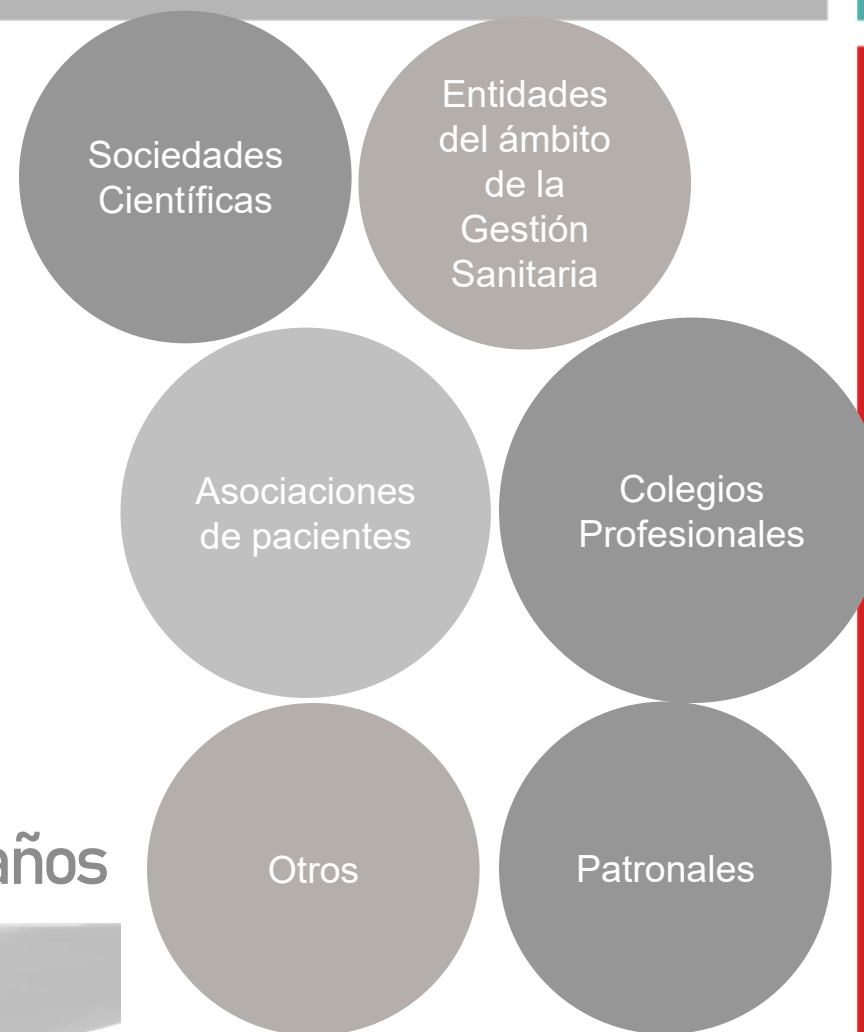 Sociedades
Científicas
Entidades
del ámbito
de la
Gestión
Sanitaria
Asociaciones
de pacientes
Colegios
Profesionales
años
Otros
Patronales